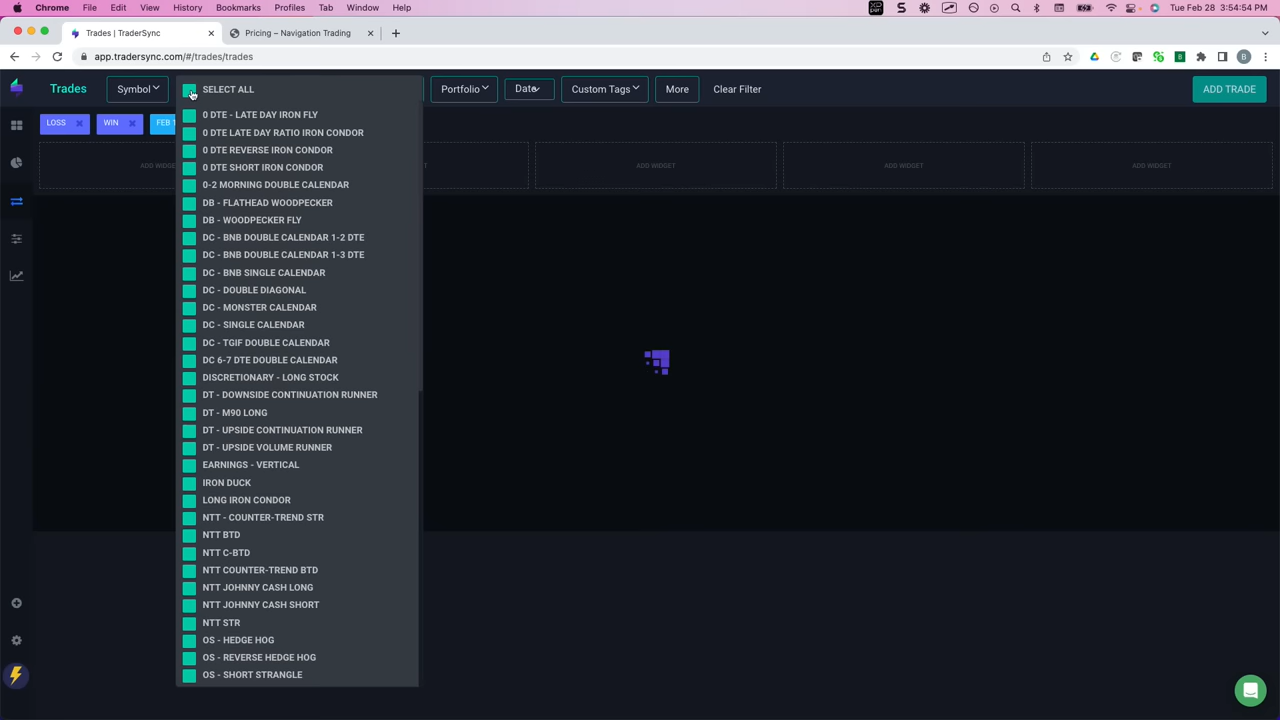 Chrome File Edit View History Bookmarks Profiles Tab Window Help Tue Feb 28 3:54:54 PM
Trades | TraderSync Pricing – Navigation Trading
app.tradersync.com/#/trades/trades
Trades Symbol SELECT ALL Portfolio Date Custom Tags More Clear Filter ADD TRADE
LOSS WIN FEB 1
ADD WIDGET ADD WIDGET ADD WIDGET ADD WIDGET
0 DTE - LATE DAY IRON FLY
0 DTE LATE DAY RATIO IRON CONDOR
0 DTE REVERSE IRON CONDOR
0 DTE SHORT IRON CONDOR
0-2 MORNING DOUBLE CALENDAR
DB - FLATHEAD WOODPECKER
DB - WOODPECKER FLY
DC - BNB DOUBLE CALENDAR 1-2 DTE
DC - BNB DOUBLE CALENDAR 1-3 DTE
DC - BNB SINGLE CALENDAR
DC - DOUBLE DIAGONAL
DC - MONSTER CALENDAR
DC - SINGLE CALENDAR
DC - TGIF DOUBLE CALENDAR
DC 6-7 DTE DOUBLE CALENDAR
DISCRETIONARY - LONG STOCK
DT - DOWNSIDE CONTINUATION RUNNER
DT - M90 LONG
DT - UPSIDE CONTINUATION RUNNER
DT - UPSIDE VOLUME RUNNER
EARNINGS - VERTICAL
IRON DUCK
LONG IRON CONDOR
NTT - COUNTER-TREND STR
NTT BTD
NTT C-BTD
NTT COUNTER-TREND BTD
NTT JOHNNY CASH LONG
NTT JOHNNY CASH SHORT
NTT STR
OS - HEDGE HOG
OS - REVERSE HEDGE HOG
OS - SHORT STRANGLE